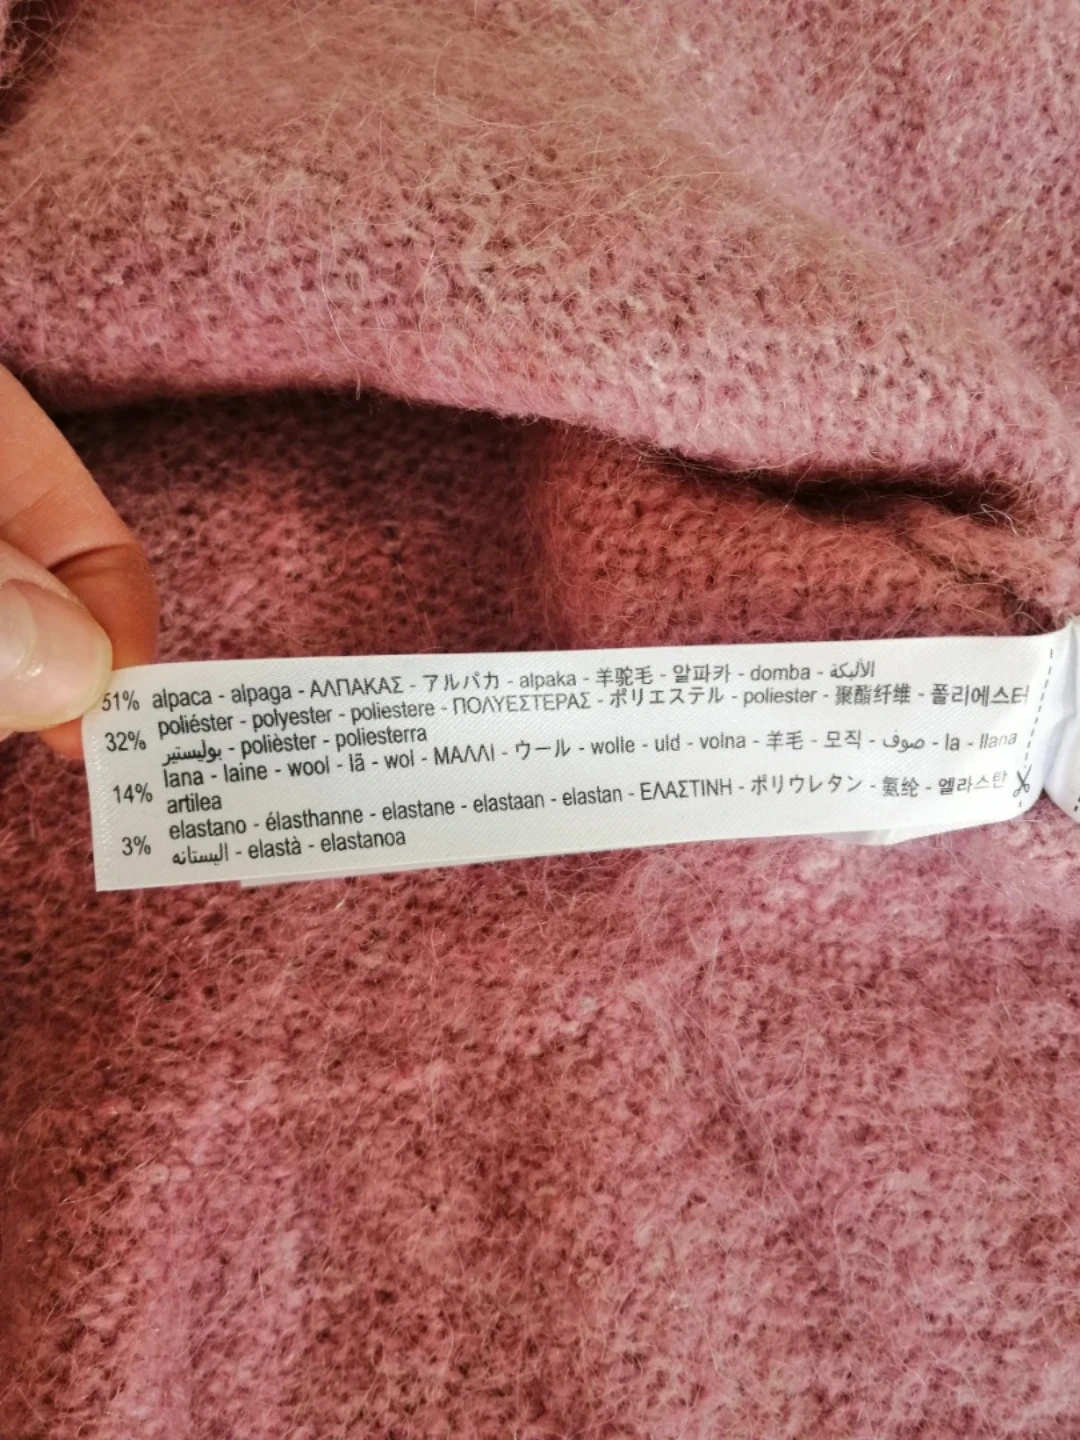 51% alpaca - alpaga - ΑΛΠΑΚΑΣ - アルパカ - alpaka - 羊驼毛 - 알파카 - domba - الألبكة
32% poliéster - polyester - poliestere - ΠΟΛΥΕΣΤΕΡΑΣ - ポリエステル - poliester - 聚酯纤维 - 폴리에스터
بوليستير - polièster - poliesterra
14% lana - laine - wool - lã - wol - ΜΑΛΛΙ - ウール - wolle - uld - volna - 羊毛 - 모직 - صوف - la - llana
artilea
3% elastano - élasthanne - elastane - elastaan - elastan - ΕΛΑΣΤΙΝΗ - ポリウレタン - 氨纶 - 엘라스탄
اليستانه - elastà - elastanoa